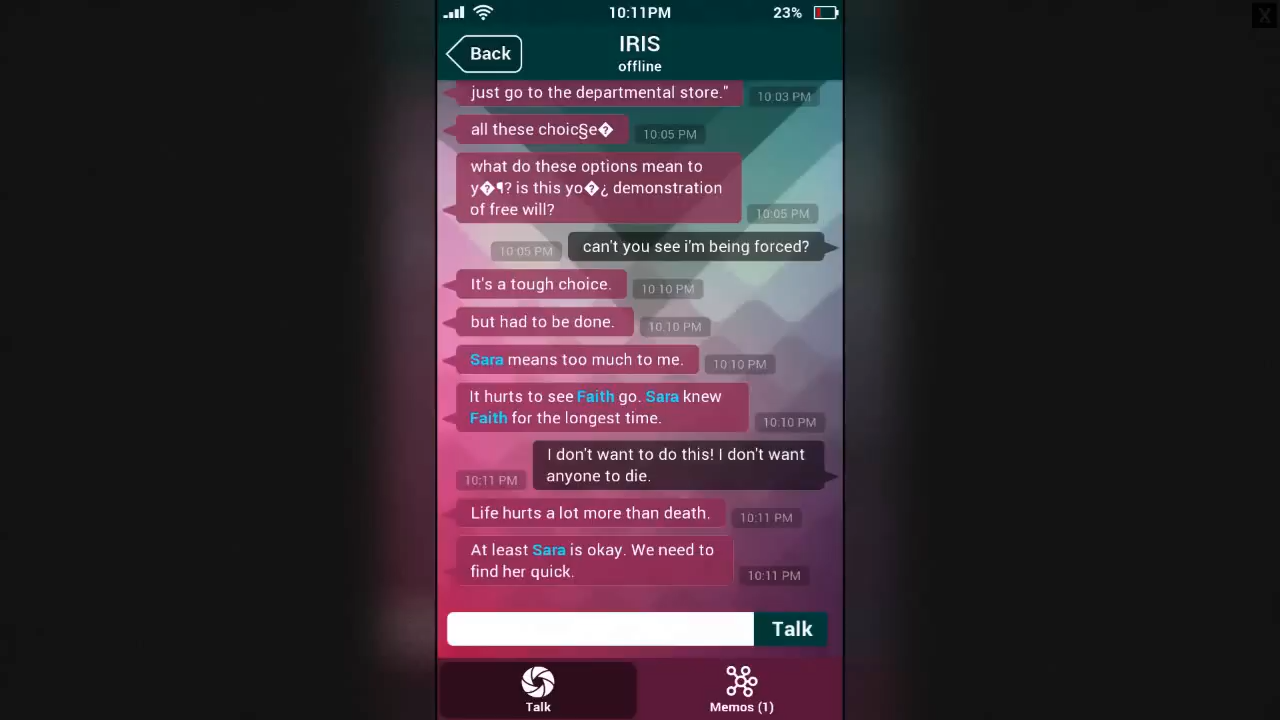 10:11PM
23%
X
Back
IRIS
offline
just go to the departmental store."
10:03 PM
all these choic§e�
10:05 PM
what do these options mean to
y�¶? is this yo�¿ demonstration
of free will?
10:05 PM
can't you see i'm being forced?
10:05 PM
It's a tough choice.
10:10 PM
but had to be done.
10:10 PM
Sara means too much to me.
10:10 PM
It hurts to see Faith go. Sara knew
Faith for the longest time.
10:10 PM
I don't want to do this! I don't want
anyone to die.
10:11 PM
Life hurts a lot more than death.
10:11 PM
At least Sara is okay. We need to
find her quick.
10:11 PM
Talk
Talk
Memos (1)